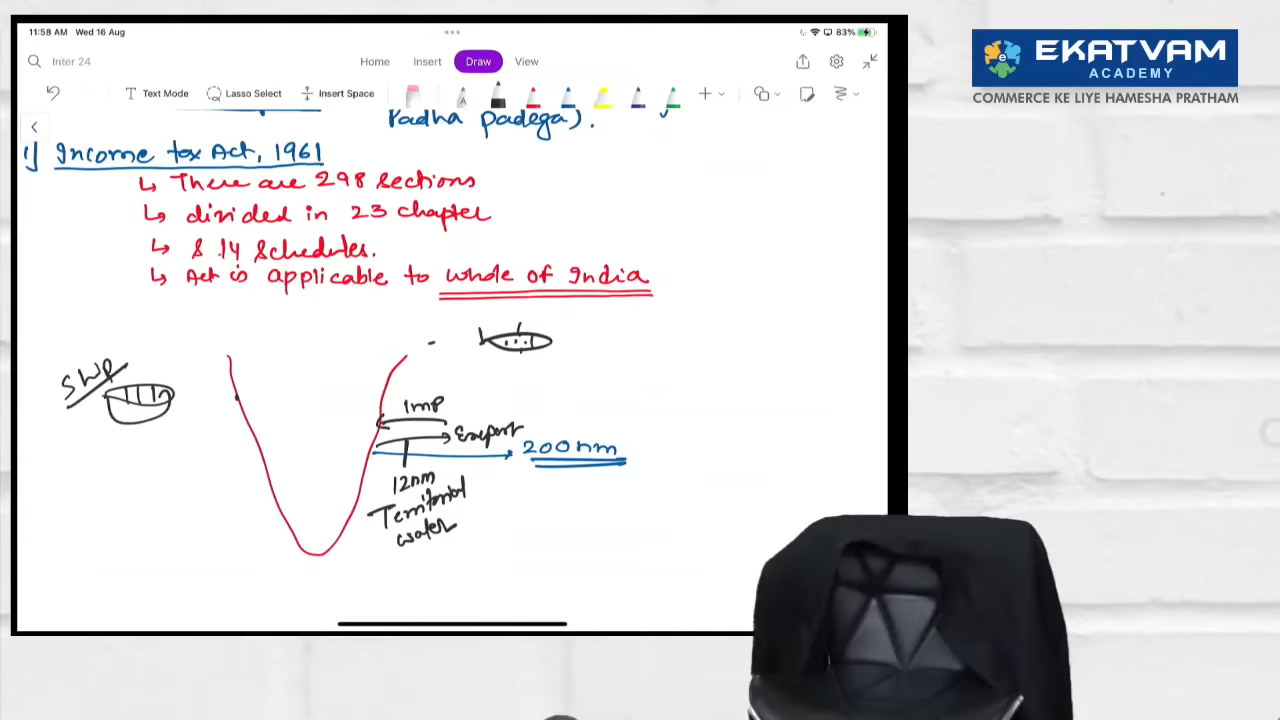 11:58 AM Wed 16 Aug
83%
Inter 24
Home Insert Draw View
Text Mode Lasso Select Insert Space
Padha padega).
1) Income tax Act, 1961
↳ There are 298 sections
↳ divided in 23 chapter
↳ & 14 Schedules.
↳ Act is applicable to whole of India
SWP
Imp
Export
200nm
12nm
Territorial
water
EKATVAM
ACADEMY
COMMERCE KE LIYE HAMESHA PRATHAM